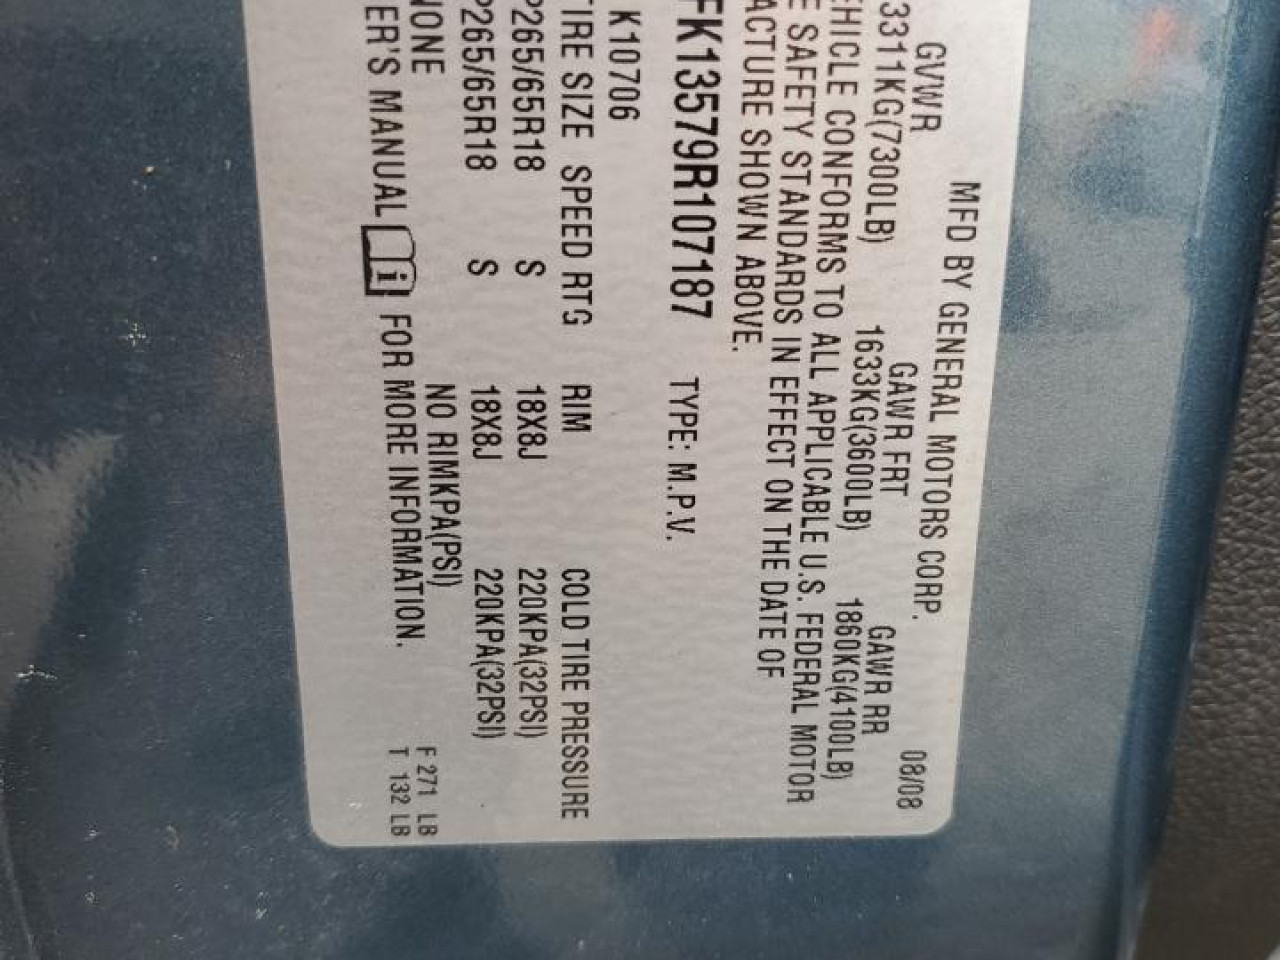 MFD BY GENERAL MOTORS CORP. 08/08
GVWR GAWR FRT GAWR RR
3311KG(7300LB) 1633KG(3600LB) 1860KG(4100LB)
EHICLE CONFORMS TO ALL APPLICABLE U.S. FEDERAL MOTOR
E SAFETY STANDARDS IN EFFECT ON THE DATE OF
ACTURE SHOWN ABOVE.
FK13579R107187 TYPE: M.P.V.
K10706
TIRE SIZE SPEED RTG RIM COLD TIRE PRESSURE
P265/65R18 S 18X8J 220KPA(32PSI)
P265/65R18 S 18X8J 220KPA(32PSI)
NONE NO RIMKPA(PSI) F 271 LB
ER'S MANUAL i FOR MORE INFORMATION. T 132 LB